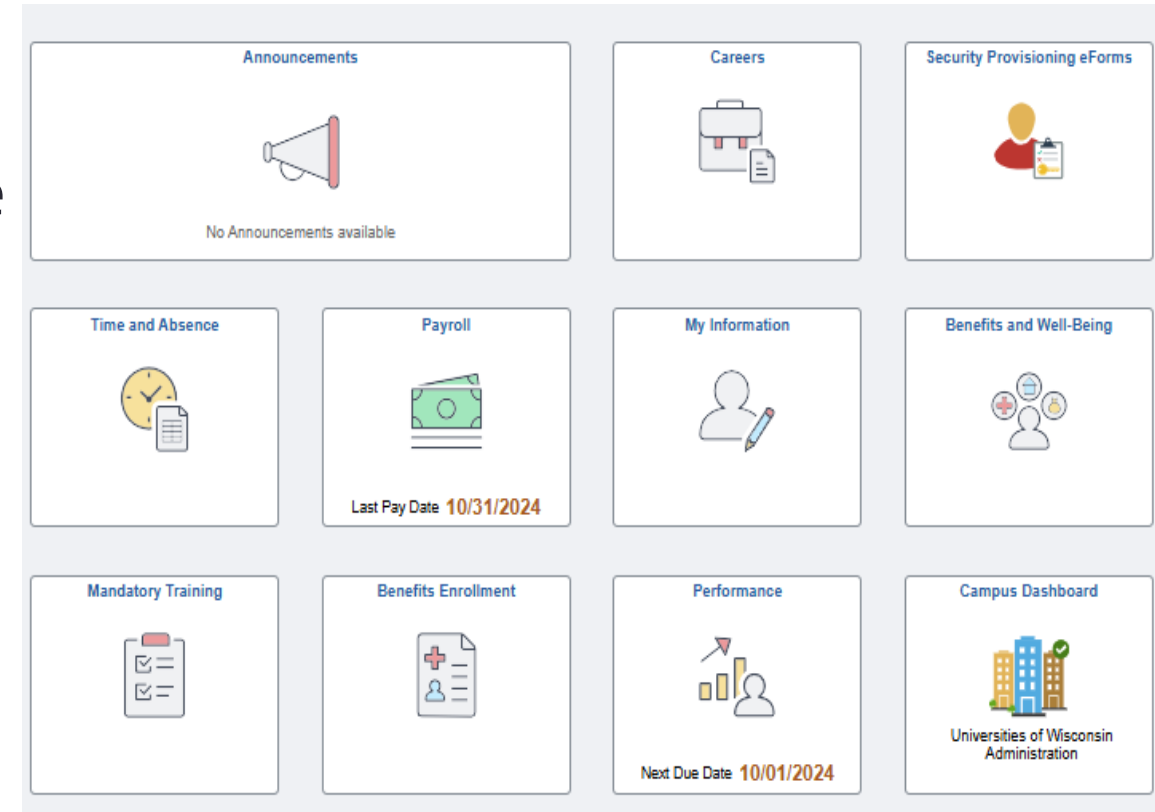 Announcements
No Announcements available
Careers
Security Provisioning eForms
e
Time and Absence
Payroll
Last Pay Date 10/31/2024
My Information
Benefits and Well-Being
Mandatory Training
Benefits Enrollment
Performance
Next Due Date 10/01/2024
Campus Dashboard
Universities of Wisconsin
Administration